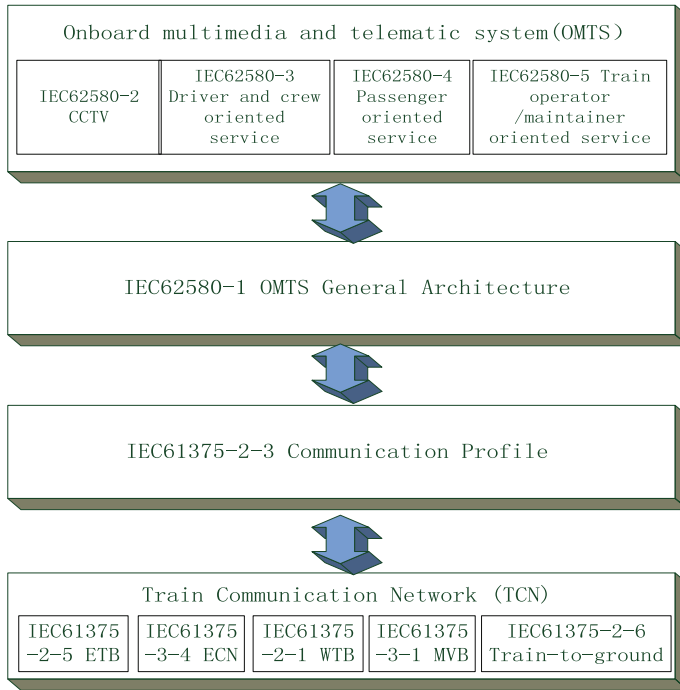 Onboard multimedia and telematic system(OMTS)
IEC62580-2
CCTV
IEC62580-3
Driver and crew
oriented
service
IEC62580-4
Passenger
oriented
service
IEC62580-5 Train
operator
/maintainer
oriented service
IEC62580-1 OMTS General Architecture
IEC61375-2-3 Communication Profile
Train Communication Network (TCN)
IEC61375
-2-5 ETB
IEC61375
-3-4 ECN
IEC61375
-2-1 WTB
IEC61375
-3-1 MVB
IEC61375-2-6
Train-to-ground